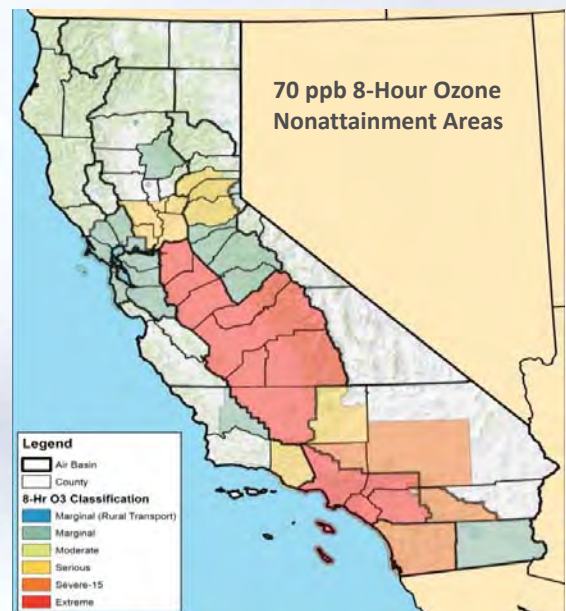 70 ppb 8-Hour Ozone
Nonattainment Areas
Legend
Air Basin
County
8-Hr O3 Classification
Marginal (Rural Transport)
Marginal
Moderate
Serious
Severe-15
Extreme